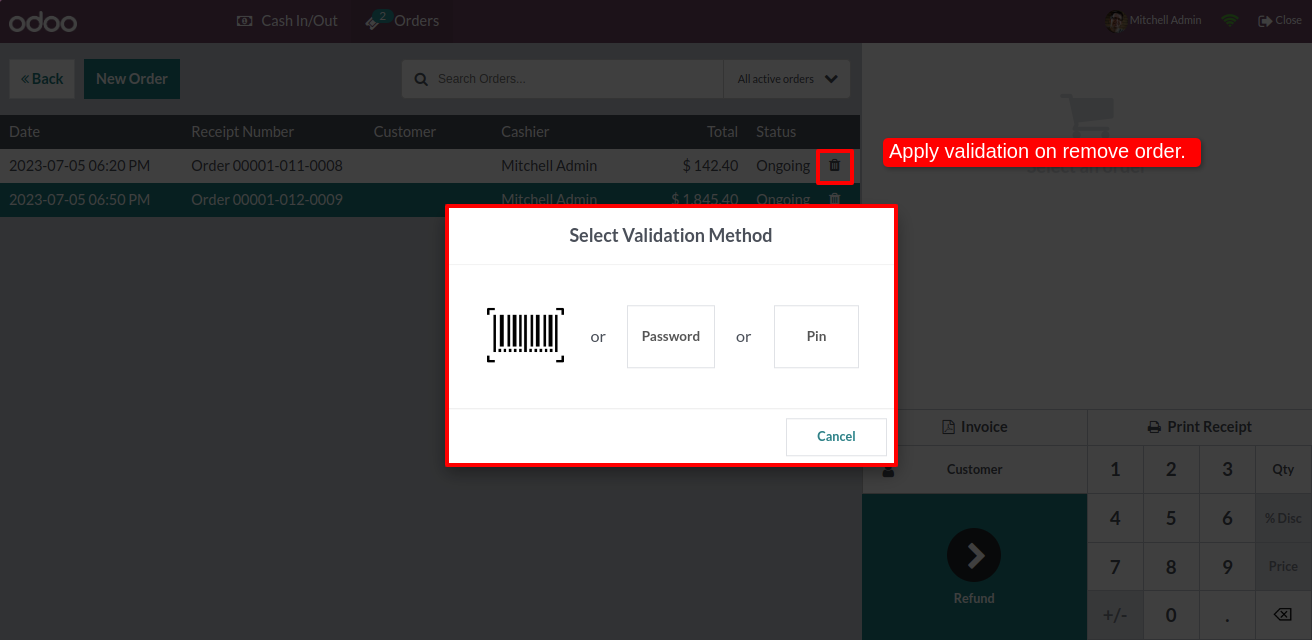 odoo Cash In/Out 2 Orders Mitchell Admin Close
« Back New Order Search Orders... All active orders
Date Receipt Number Customer Cashier Total Status
Apply validation on remove order.
2023-07-05 06:20 PM Order 00001-011-0008 Mitchell Admin $ 142.40 Ongoing
2023-07-05 06:50 PM Order 00001-012-0009 Mitchell Admin $ 1,845.40 Ongoing
Select Validation Method
or Password or Pin
Cancel
Invoice Print Receipt
Customer 1 2 3 Qty
4 5 6 % Disc
7 8 9 Price
Refund
+/- 0 .